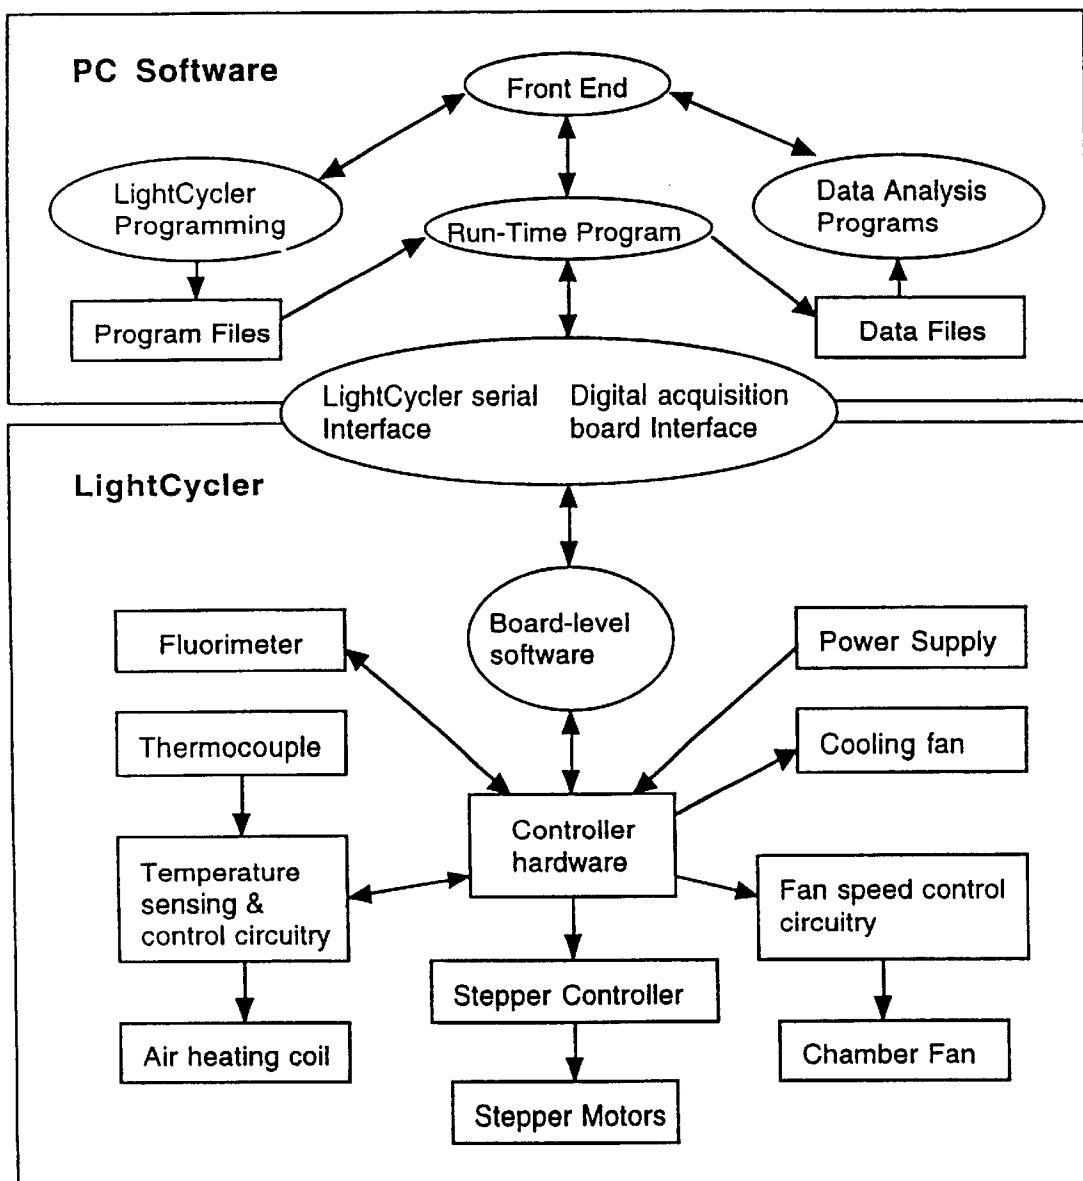 PC Software
Front End
LightCycler
Programming
Data Analysis
Programs
Run-Time Program
Program Files
Data Files
LightCycler serial
Interface
Digital acquisition
board Interface
LightCycler
Fluorimeter
Board-level
software
Power Supply
Thermocouple
Cooling fan
Controller
hardware
Temperature
sensing &
control circuitry
Fan speed control
circuitry
Stepper Controller
Air heating coil
Chamber Fan
Stepper Motors